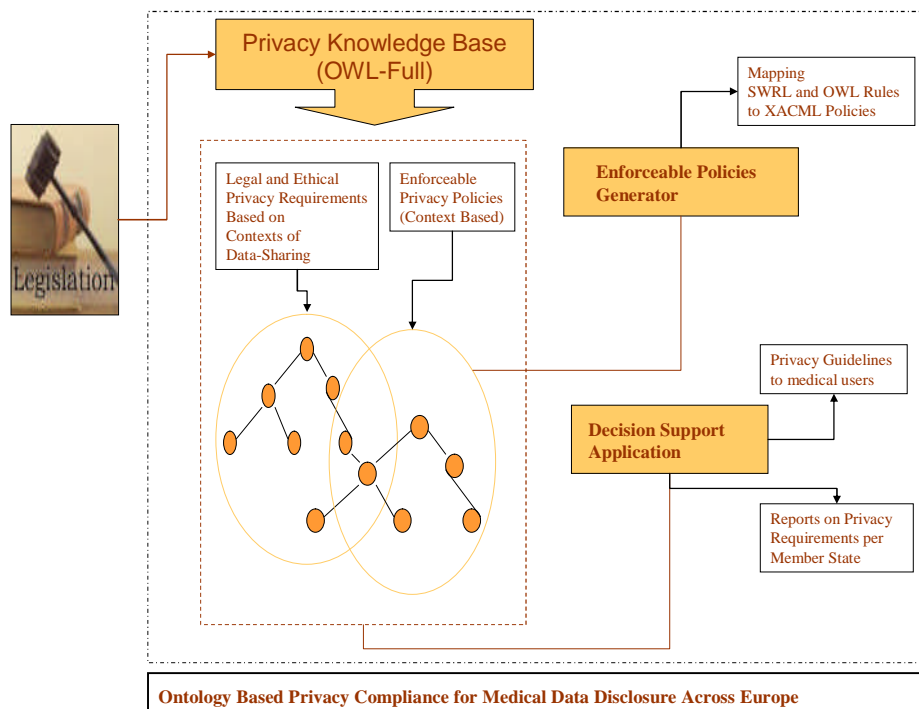 Privacy Knowledge Base
(OWL-Full)
Mapping
SWRL and OWL Rules
to XACML Policies
Legislation
Legal and Ethical
Privacy Requirements
Based on
Contexts of
Data-Sharing
Enforceable
Privacy Policies
(Context Based)
Enforceable Policies
Generator
Privacy Guidelines
to medical users
Decision Support
Application
Reports on Privacy
Requirements per
Member State
Ontology Based Privacy Compliance for Medical Data Disclosure Across Europe